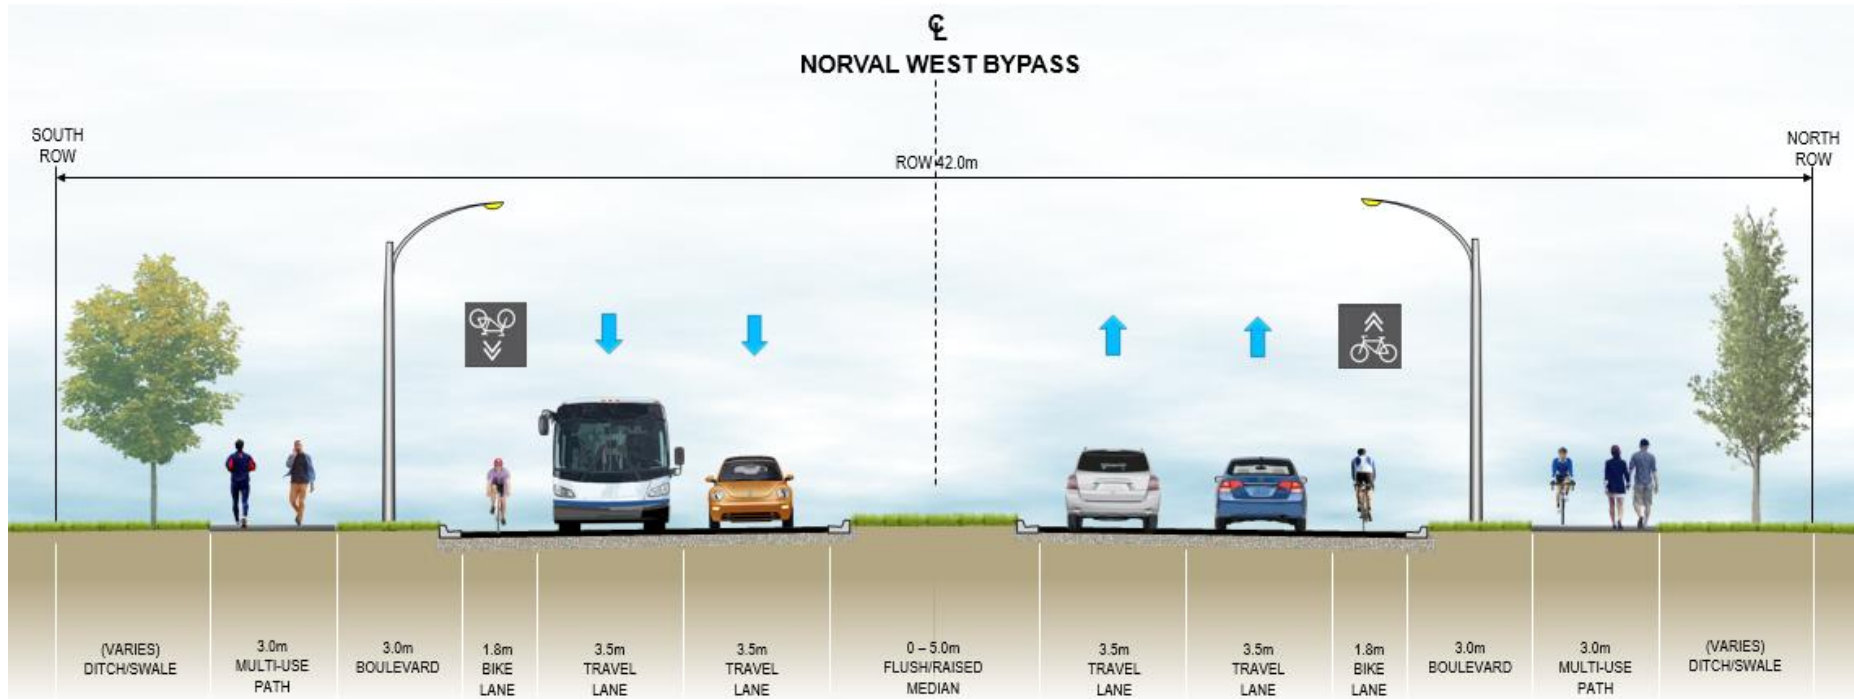 ℄
NORVAL WEST BYPASS
SOUTH
ROW
NORTH
ROW
ROW 42.0m
(VARIES)
DITCH/SWALE
3.0m
MULTI-USE
PATH
3.0m
BOULEVARD
1.8m
BIKE
LANE
3.5m
TRAVEL
LANE
3.5m
TRAVEL
LANE
0 – 5.0m
FLUSH/RAISED
MEDIAN
3.5m
TRAVEL
LANE
3.5m
TRAVEL
LANE
1.8m
BIKE
LANE
3.0m
BOULEVARD
3.0m
MULTI-USE
PATH
(VARIES)
DITCH/SWALE